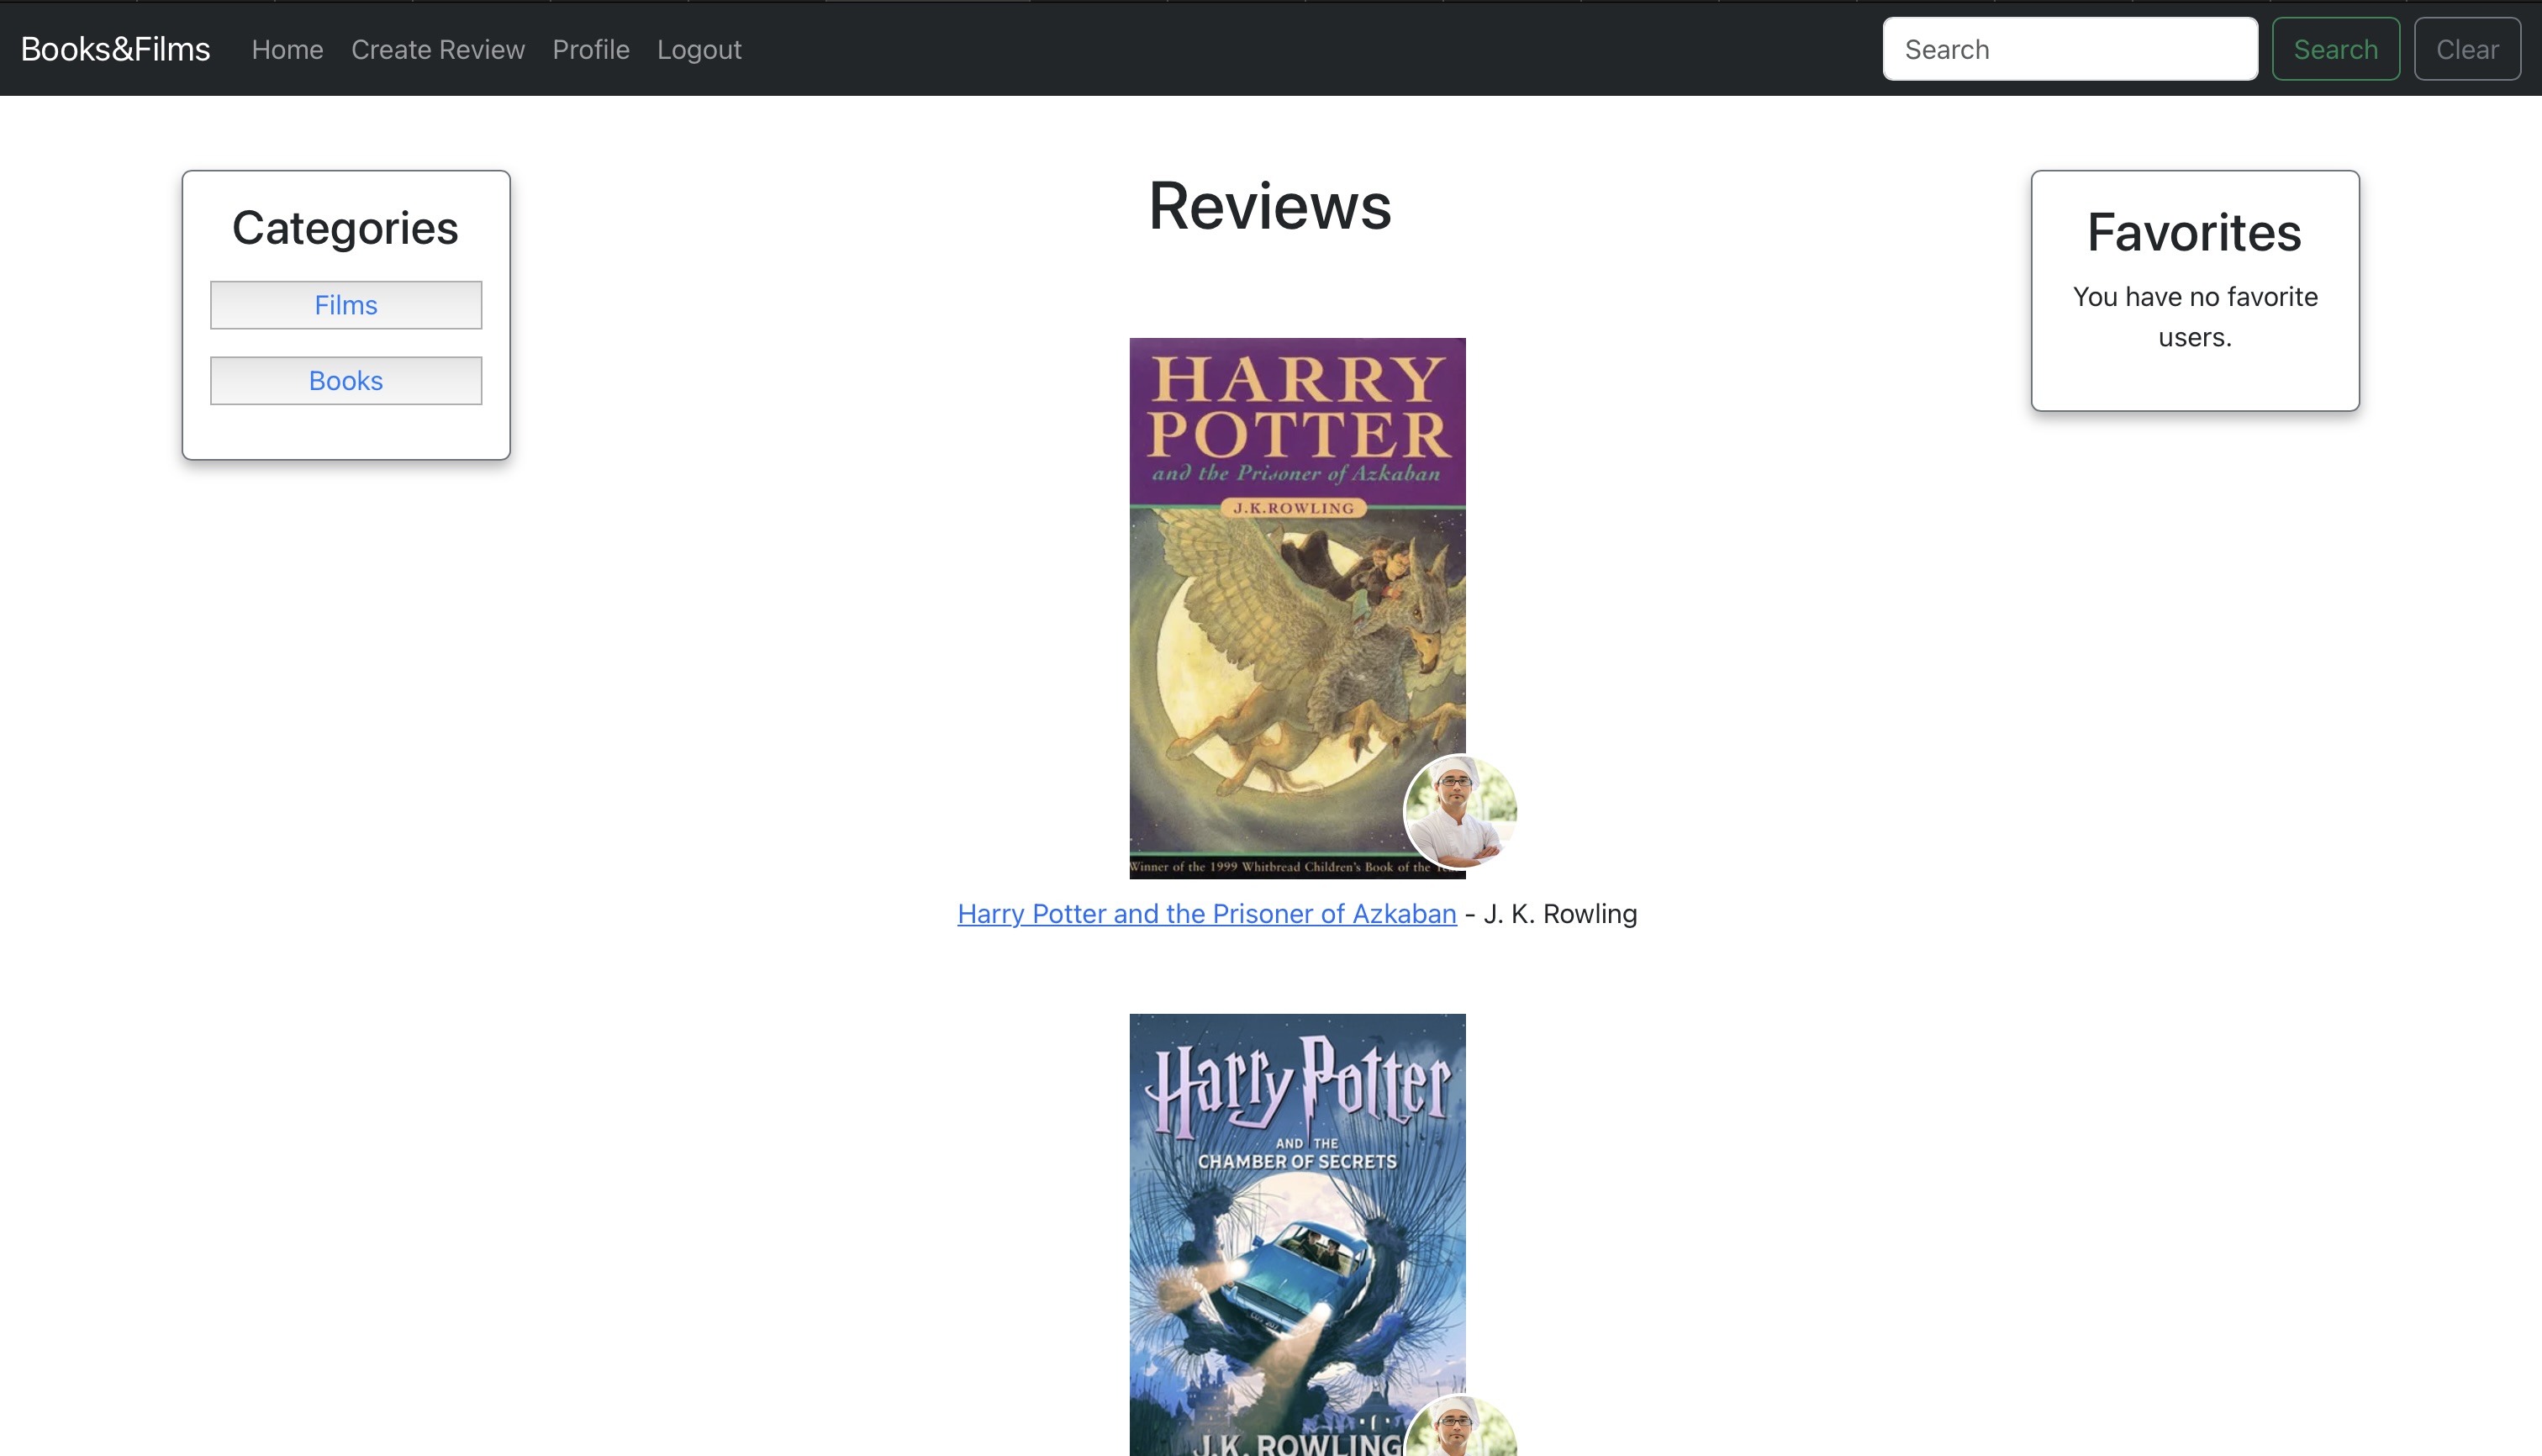 Books&Films Home Create Review Profile Logout Search Search Clear
Categories
Films
Books
Reviews
HARRY
POTTER
and the Prisoner of Azkaban
J.K.ROWLING
Winner of the 1999 Whitbread Children's Book of the
Harry Potter and the Prisoner of Azkaban - J. K. Rowling
Harry Potter
AND THE
CHAMBER OF SECRETS
J.K. ROWLING
Favorites
You have no favorite
users.